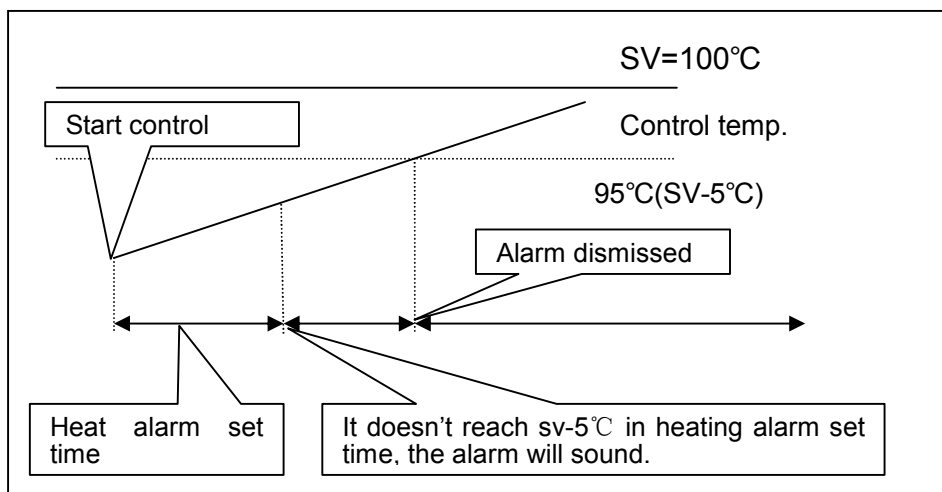 SV=100℃
Start control
Control temp.
95℃(SV-5℃)
Alarm dismissed
Heat alarm set
time
It doesn't reach sv-5℃ in heating alarm set
time, the alarm will sound.